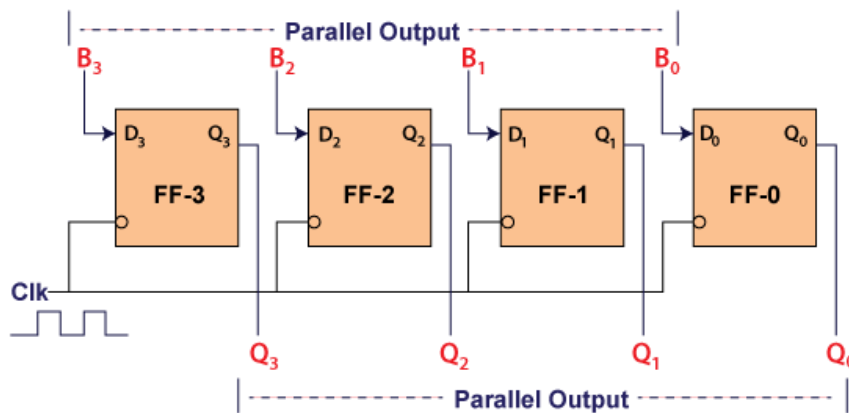 Parallel Output
B₃ B₂ B₁ B₀
D₃ Q₃ D₂ Q₂ D₁ Q₁ D₀ Q₀
FF-3 FF-2 FF-1 FF-0
Clk
Q₃ Q₂ Q₁ Q₀
Parallel Output